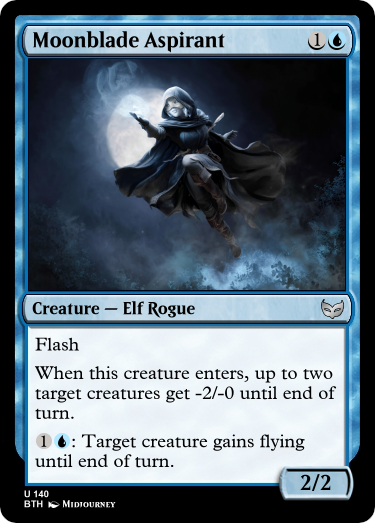 Moonblade Aspirant 1
Creature — Elf Rogue
Flash
When this creature enters, up to two
target creatures get -2/-0 until end of
turn.
1 : Target creature gains flying
until end of turn.
2/2
U 140
BTH Midjourney